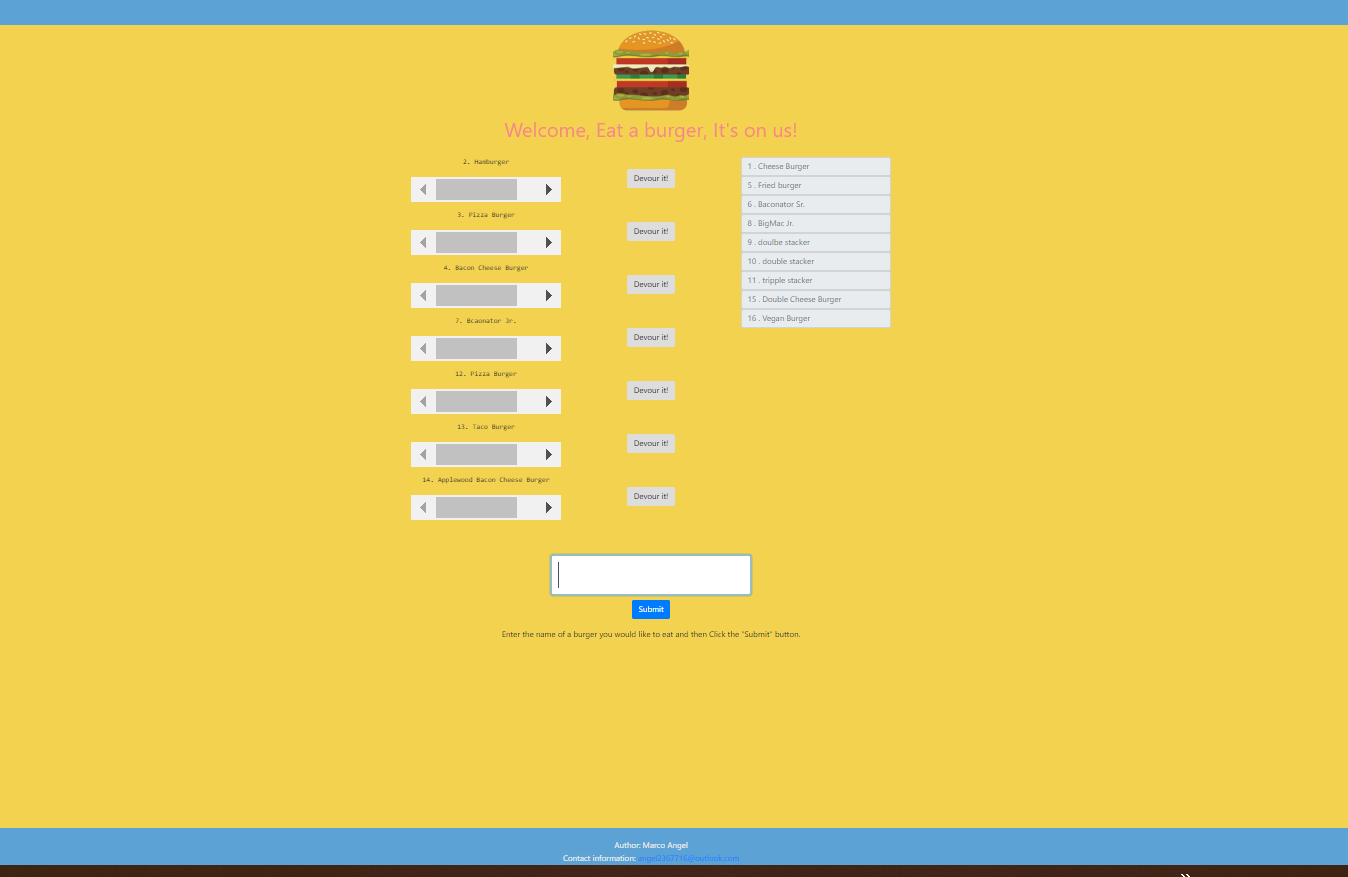 Welcome, Eat a burger, It's on us!
2. Hamburger
Devour it!
3. Pizza Burger
Devour it!
4. Bacon Cheese Burger
Devour it!
7. Bcaonator Jr.
Devour it!
12. Pizza Burger
Devour it!
13. Taco Burger
Devour it!
14. Applewood Bacon Cheese Burger
Devour it!
1 . Cheese Burger
5 . Fried burger
6 . Baconator Sr.
8 . BigMac Jr.
9 . doulbe stacker
10 . double stacker
11 . tripple stacker
15 . Double Cheese Burger
16 . Vegan Burger
Submit
Enter the name of a burger you would like to eat and then Click the "Submit" button.
Author: Marco Angel
Contact information: angel2367716@outlook.com